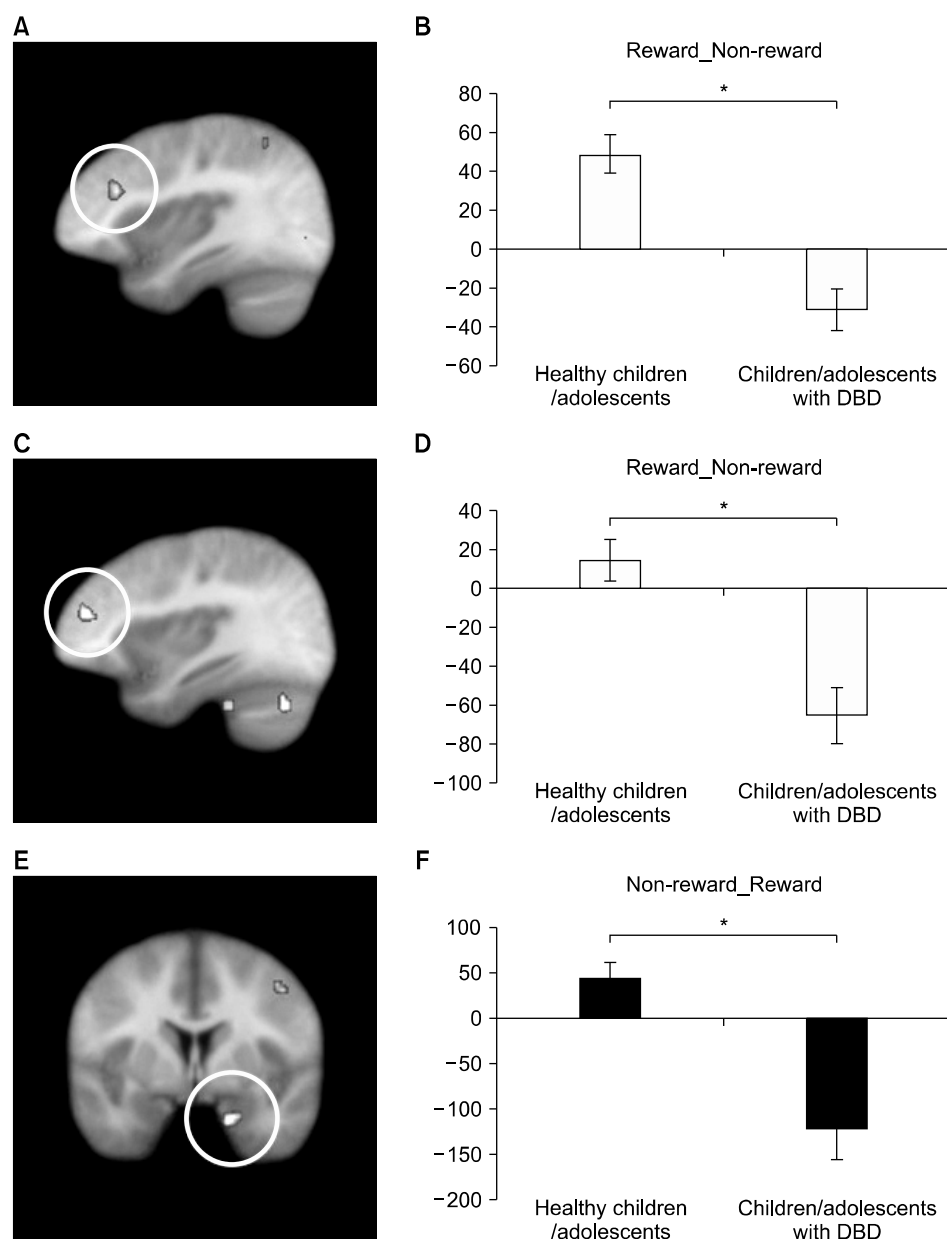 A
B
Reward_Non-reward
*
80
60
40
20
0
−20
−40
−60
Healthy children
/adolescents
Children/adolescents
with DBD
C
D
Reward_Non-reward
*
40
20
0
−20
−40
−60
−80
−100
Healthy children
/adolescents
Children/adolescents
with DBD
E
F
Non-reward_Reward
*
100
50
0
−50
−100
−150
−200
Healthy children
/adolescents
Children/adolescents
with DBD